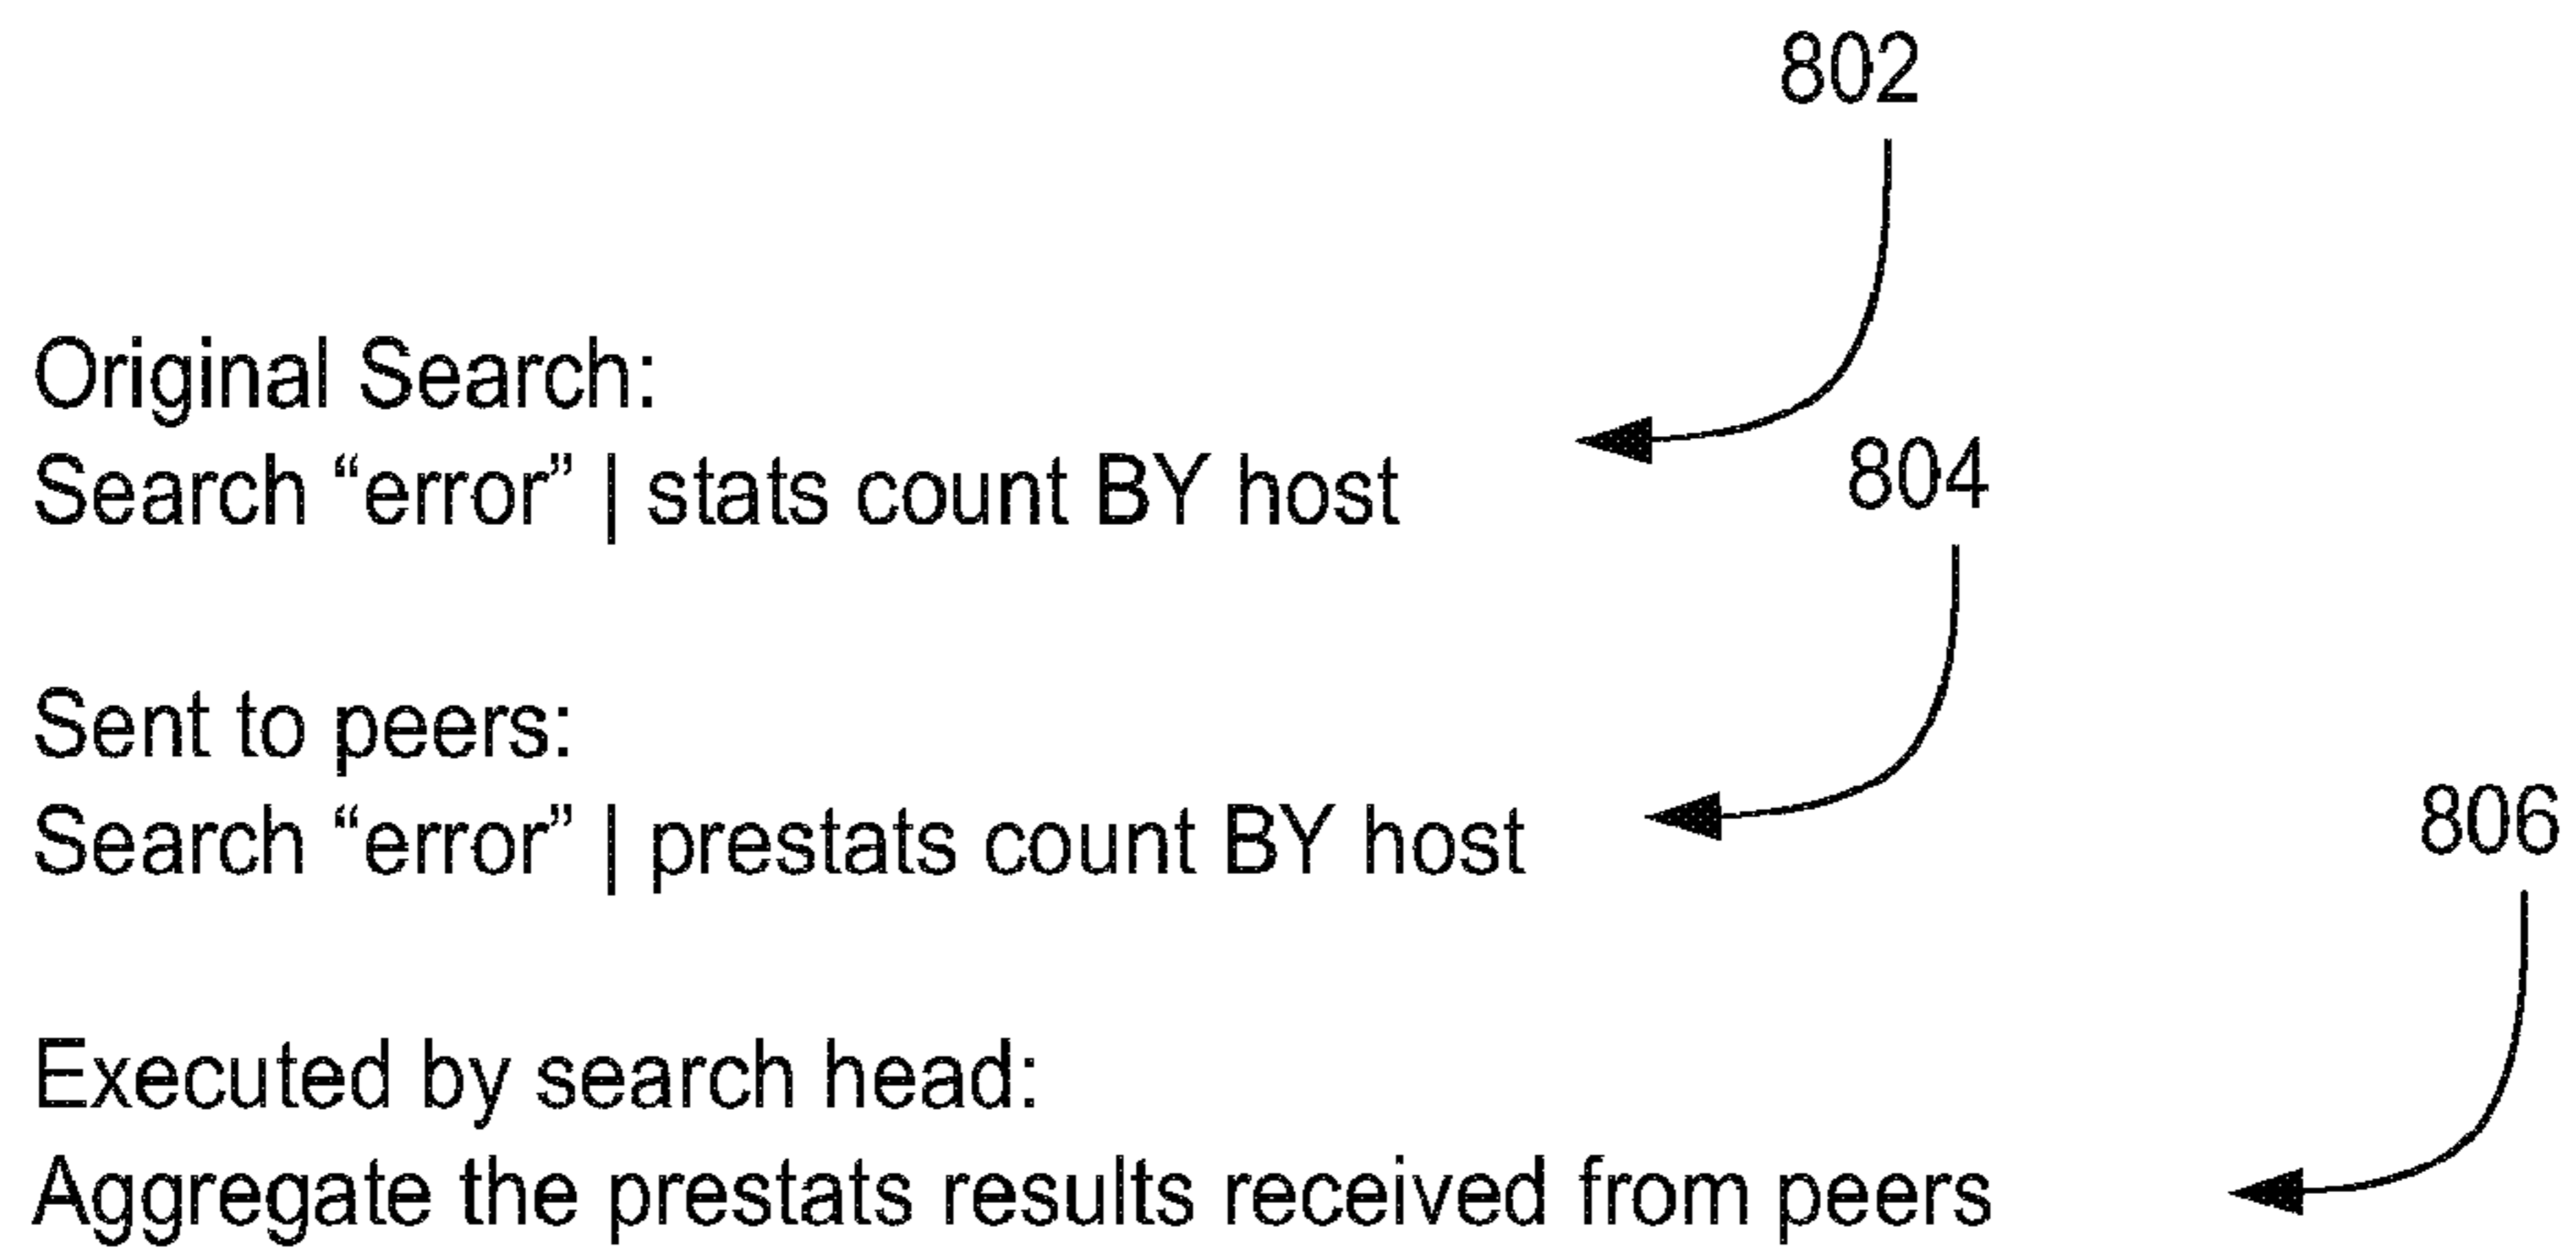 802
Original Search:
Search “error” | stats count BY host
804
Sent to peers:
Search “error” | prestats count BY host
806
Executed by search head:
Aggregate the prestats results received from peers